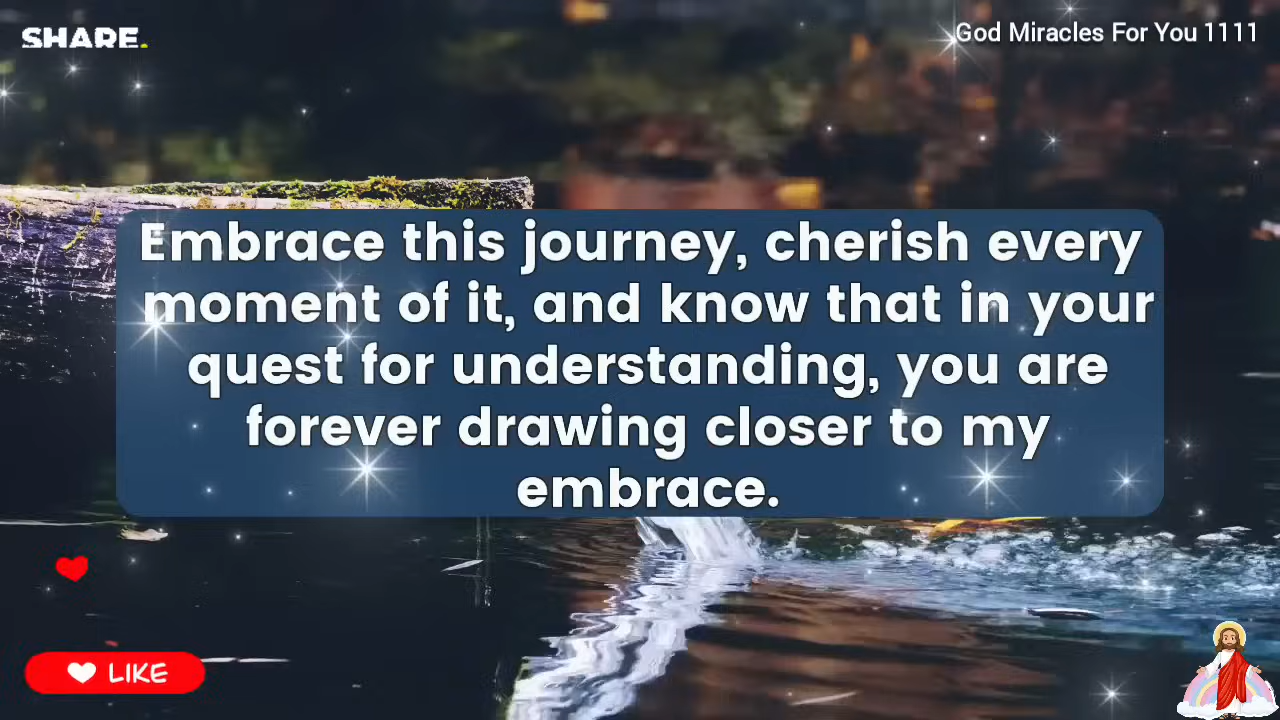 SHARE.
God Miracles For You 1111
Embrace this journey, cherish every
moment of it, and know that in your
quest for understanding, you are
forever drawing closer to my
embrace.
LIKE